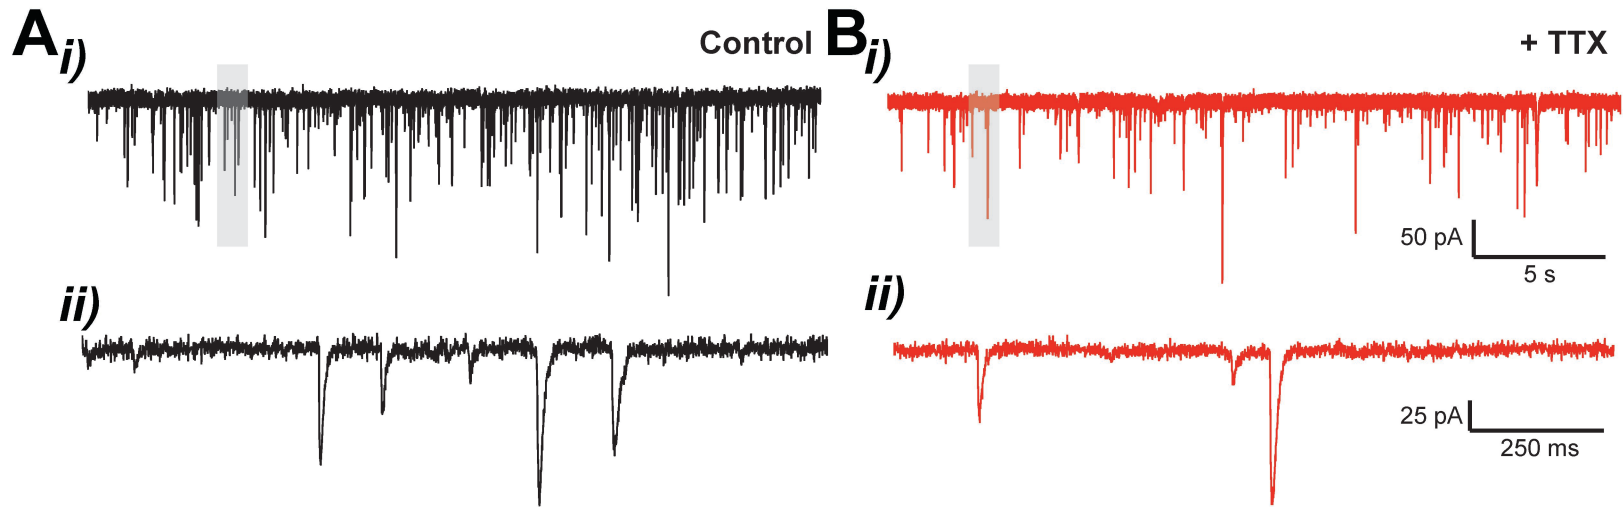 A i) Control
B i) + TTX
50 pA
5 s
ii)
ii)
25 pA
250 ms